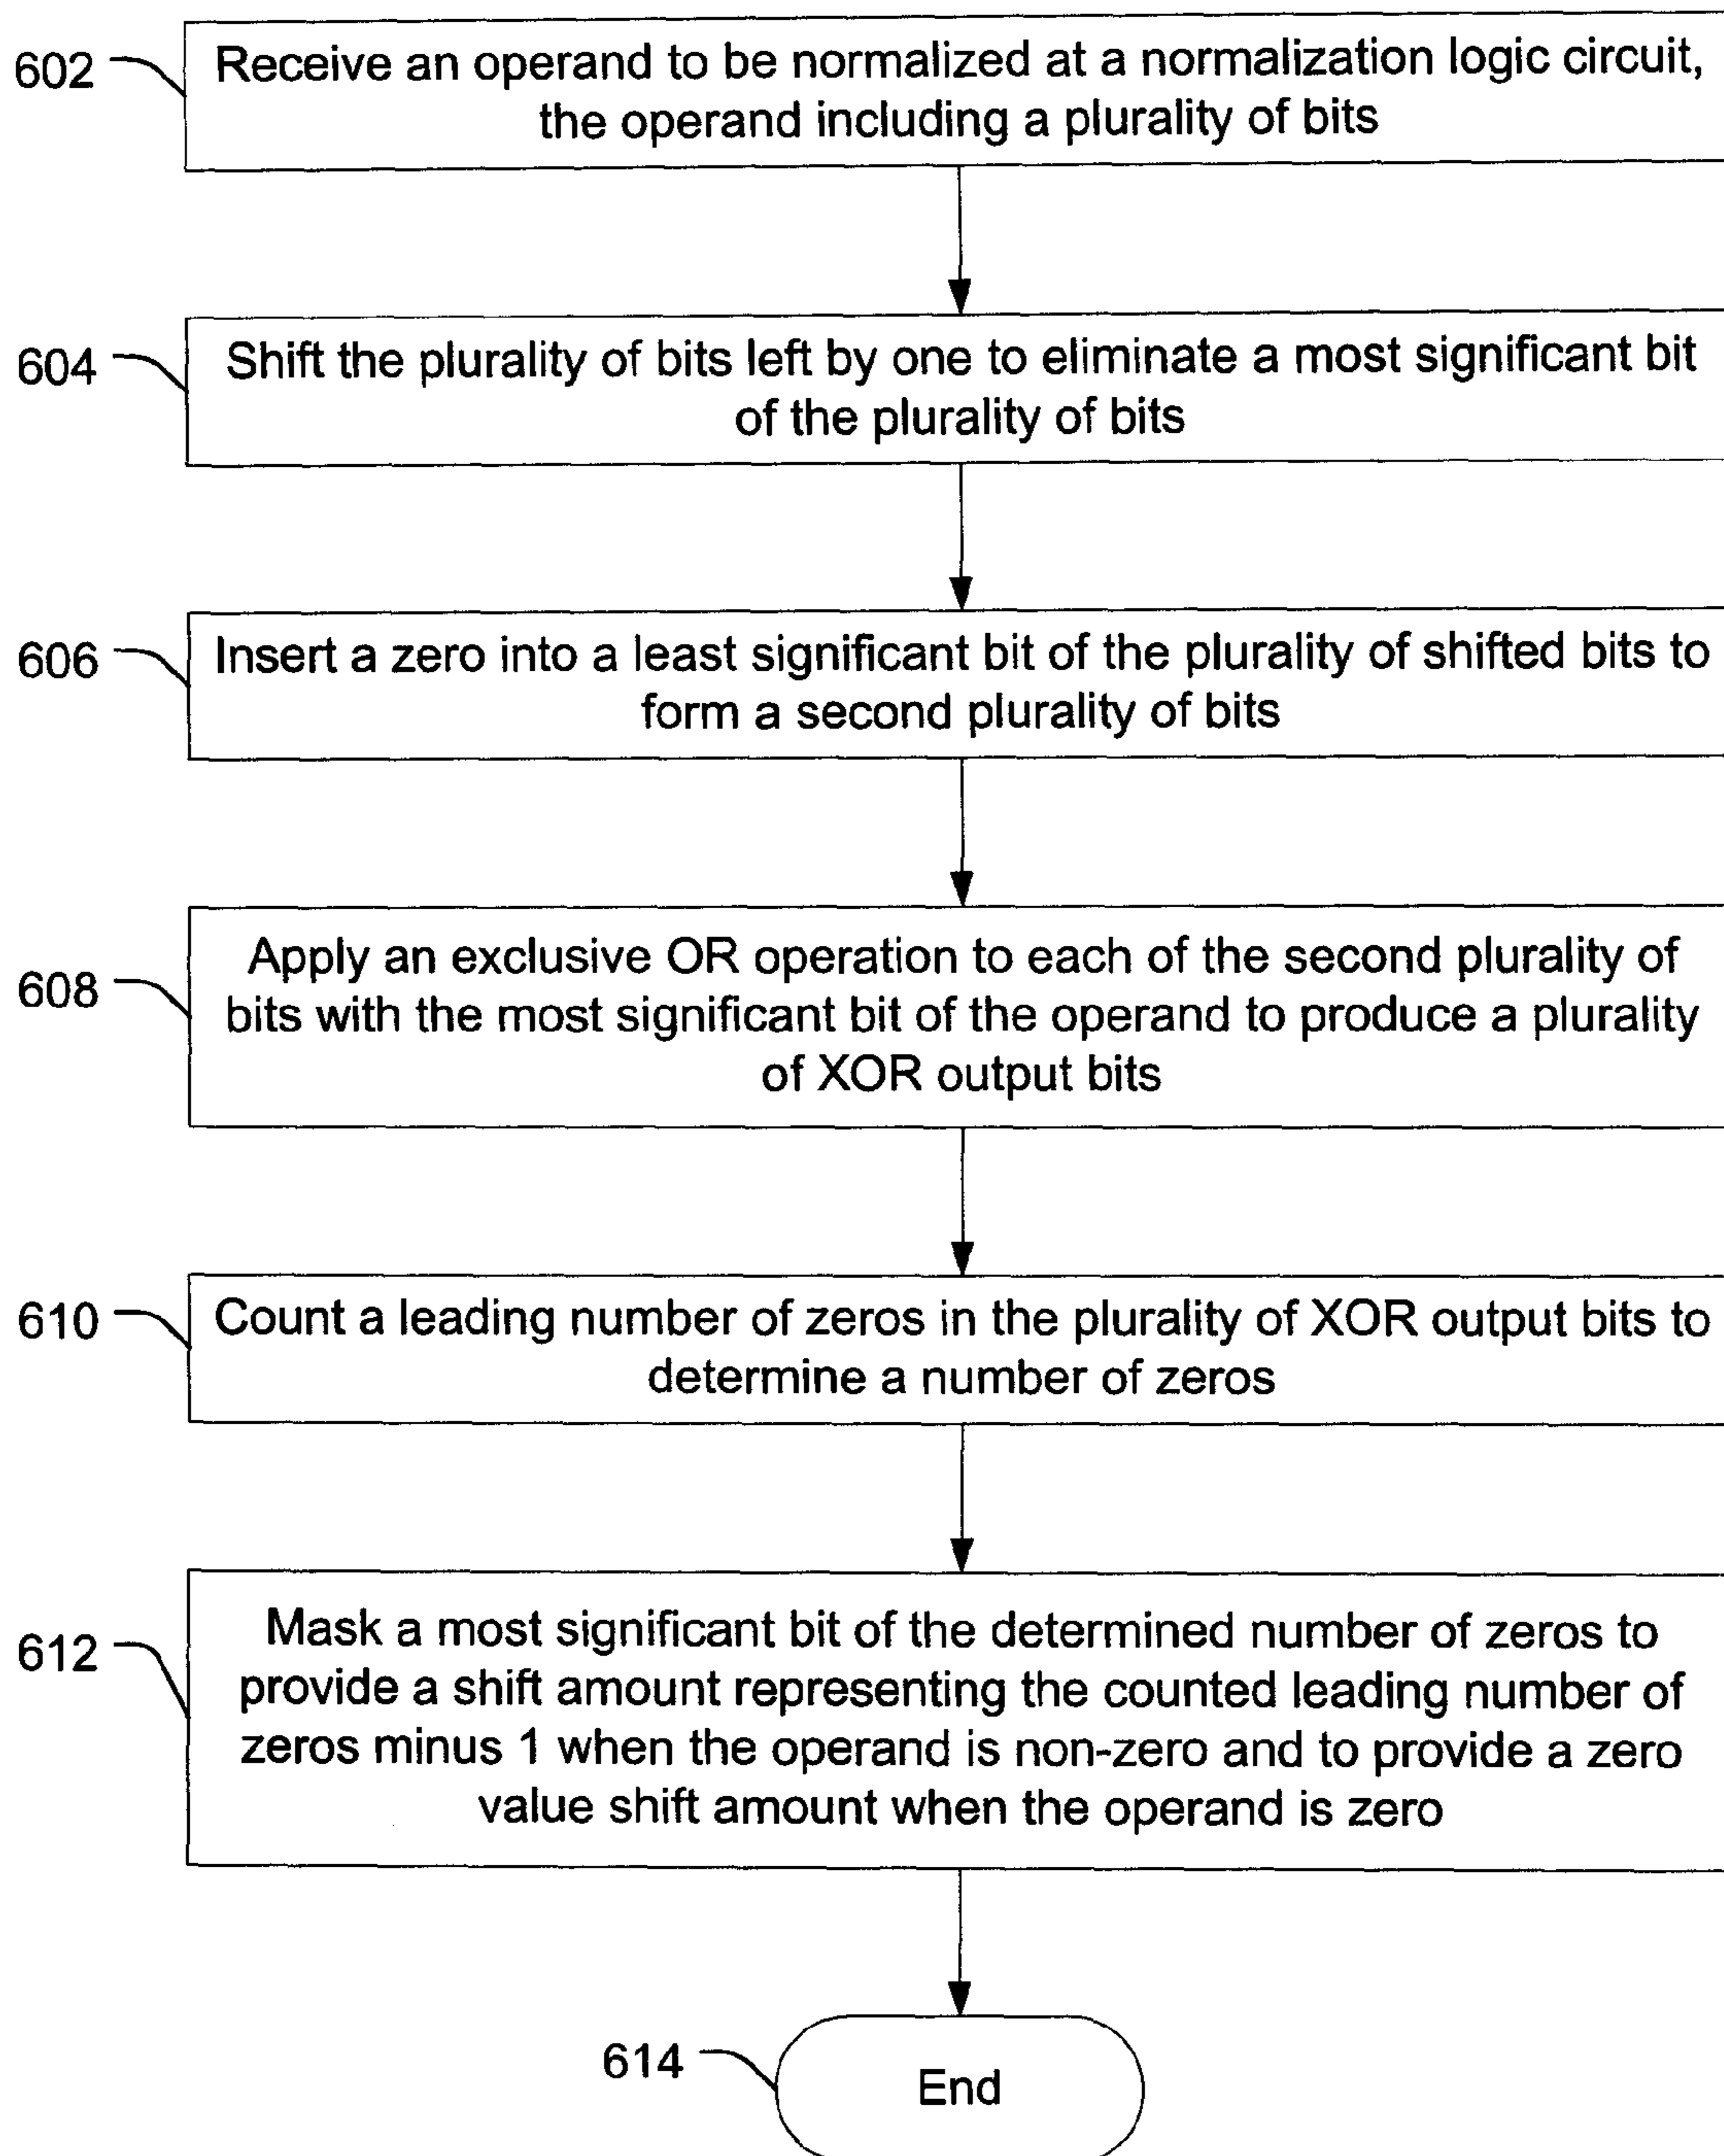 602
Receive an operand to be normalized at a normalization logic circuit,
the operand including a plurality of bits
604
Shift the plurality of bits left by one to eliminate a most significant bit
of the plurality of bits
606
Insert a zero into a least significant bit of the plurality of shifted bits to
form a second plurality of bits
608
Apply an exclusive OR operation to each of the second plurality of
bits with the most significant bit of the operand to produce a plurality
of XOR output bits
610
Count a leading number of zeros in the plurality of XOR output bits to
determine a number of zeros
612
Mask a most significant bit of the determined number of zeros to
provide a shift amount representing the counted leading number of
zeros minus 1 when the operand is non-zero and to provide a zero
value shift amount when the operand is zero
614
End